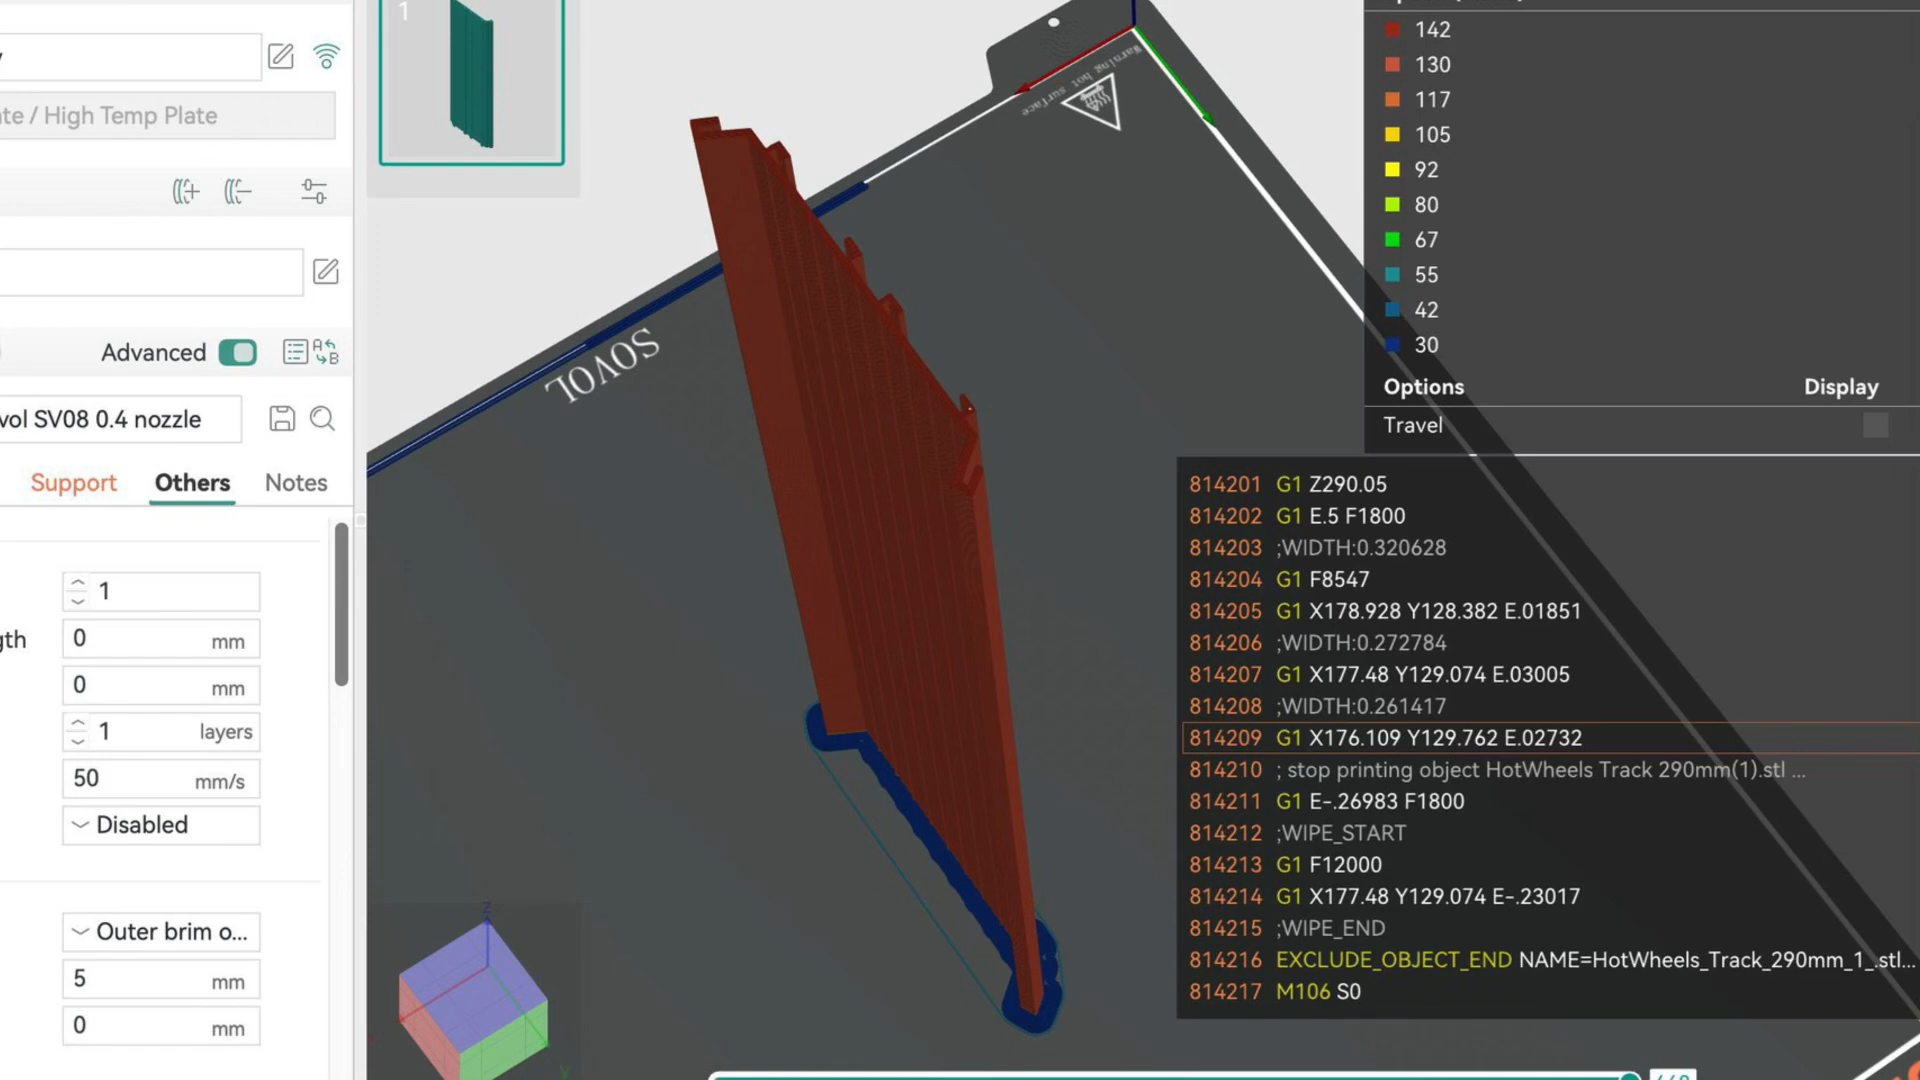 1
te / High Temp Plate
Advanced
vol SV08 0.4 nozzle
Support Others Notes
1
gth 0 mm
0 mm
1 layers
50 mm/s
Disabled
Outer brim o...
5 mm
0 mm
Warning hot surface
SOVOL
Z
Y
142
130
117
105
92
80
67
55
42
30
Options Display
Travel
814201 G1 Z290.05
814202 G1 E.5 F1800
814203 ;WIDTH:0.320628
814204 G1 F8547
814205 G1 X178.928 Y128.382 E.01851
814206 ;WIDTH:0.272784
814207 G1 X177.48 Y129.074 E.03005
814208 ;WIDTH:0.261417
814209 G1 X176.109 Y129.762 E.02732
814210 ; stop printing object HotWheels Track 290mm(1).stl ...
814211 G1 E-.26983 F1800
814212 ;WIPE_START
814213 G1 F12000
814214 G1 X177.48 Y129.074 E-.23017
814215 ;WIPE_END
814216 EXCLUDE_OBJECT_END NAME=HotWheels_Track_290mm_1_.stl...
814217 M106 S0